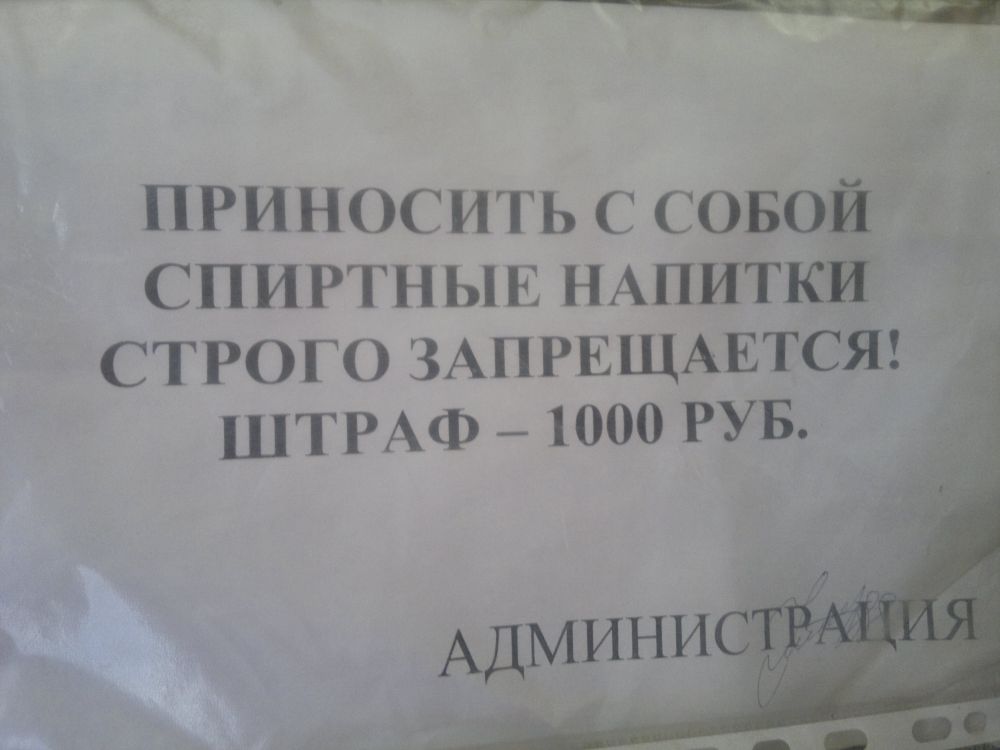 ПРИНОСИТЬ С СОБОЙ
СПИРТНЫЕ НАПИТКИ
СТРОГО ЗАПРЕЩАЕТСЯ!
ШТРАФ – 1000 РУБ.
АДМИНИСТРАЦИЯ